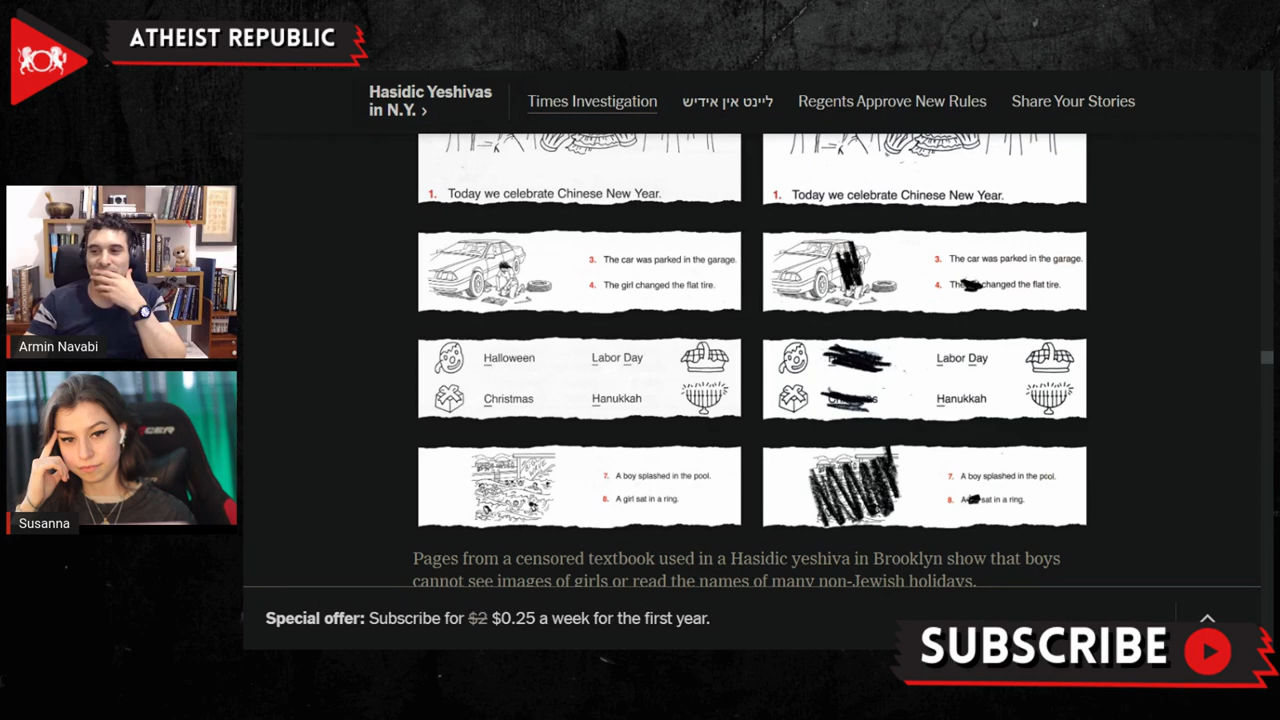 ATHEIST REPUBLIC
Hasidic Yeshivas
in N.Y. ›
Times Investigation
לייענט אין אידיש
Regents Approve New Rules
Share Your Stories
1. Today we celebrate Chinese New Year.
1. Today we celebrate Chinese New Year.
3. The car was parked in the garage.
4. The girl changed the flat tire.
3. The car was parked in the garage.
4. The changed the flat tire.
Halloween
Labor Day
Christmas
Hanukkah
Labor Day
Hanukkah
7. A boy splashed in the pool.
8. A girl sat in a ring.
7. A boy splashed in the pool.
8. A sat in a ring.
Pages from a censored textbook used in a Hasidic yeshiva in Brooklyn show that boys
cannot see images of girls or read the names of many non-Jewish holidays.
Armin Navabi
Susanna
Special offer: Subscribe for $2 $0.25 a week for the first year.
SUBSCRIBE